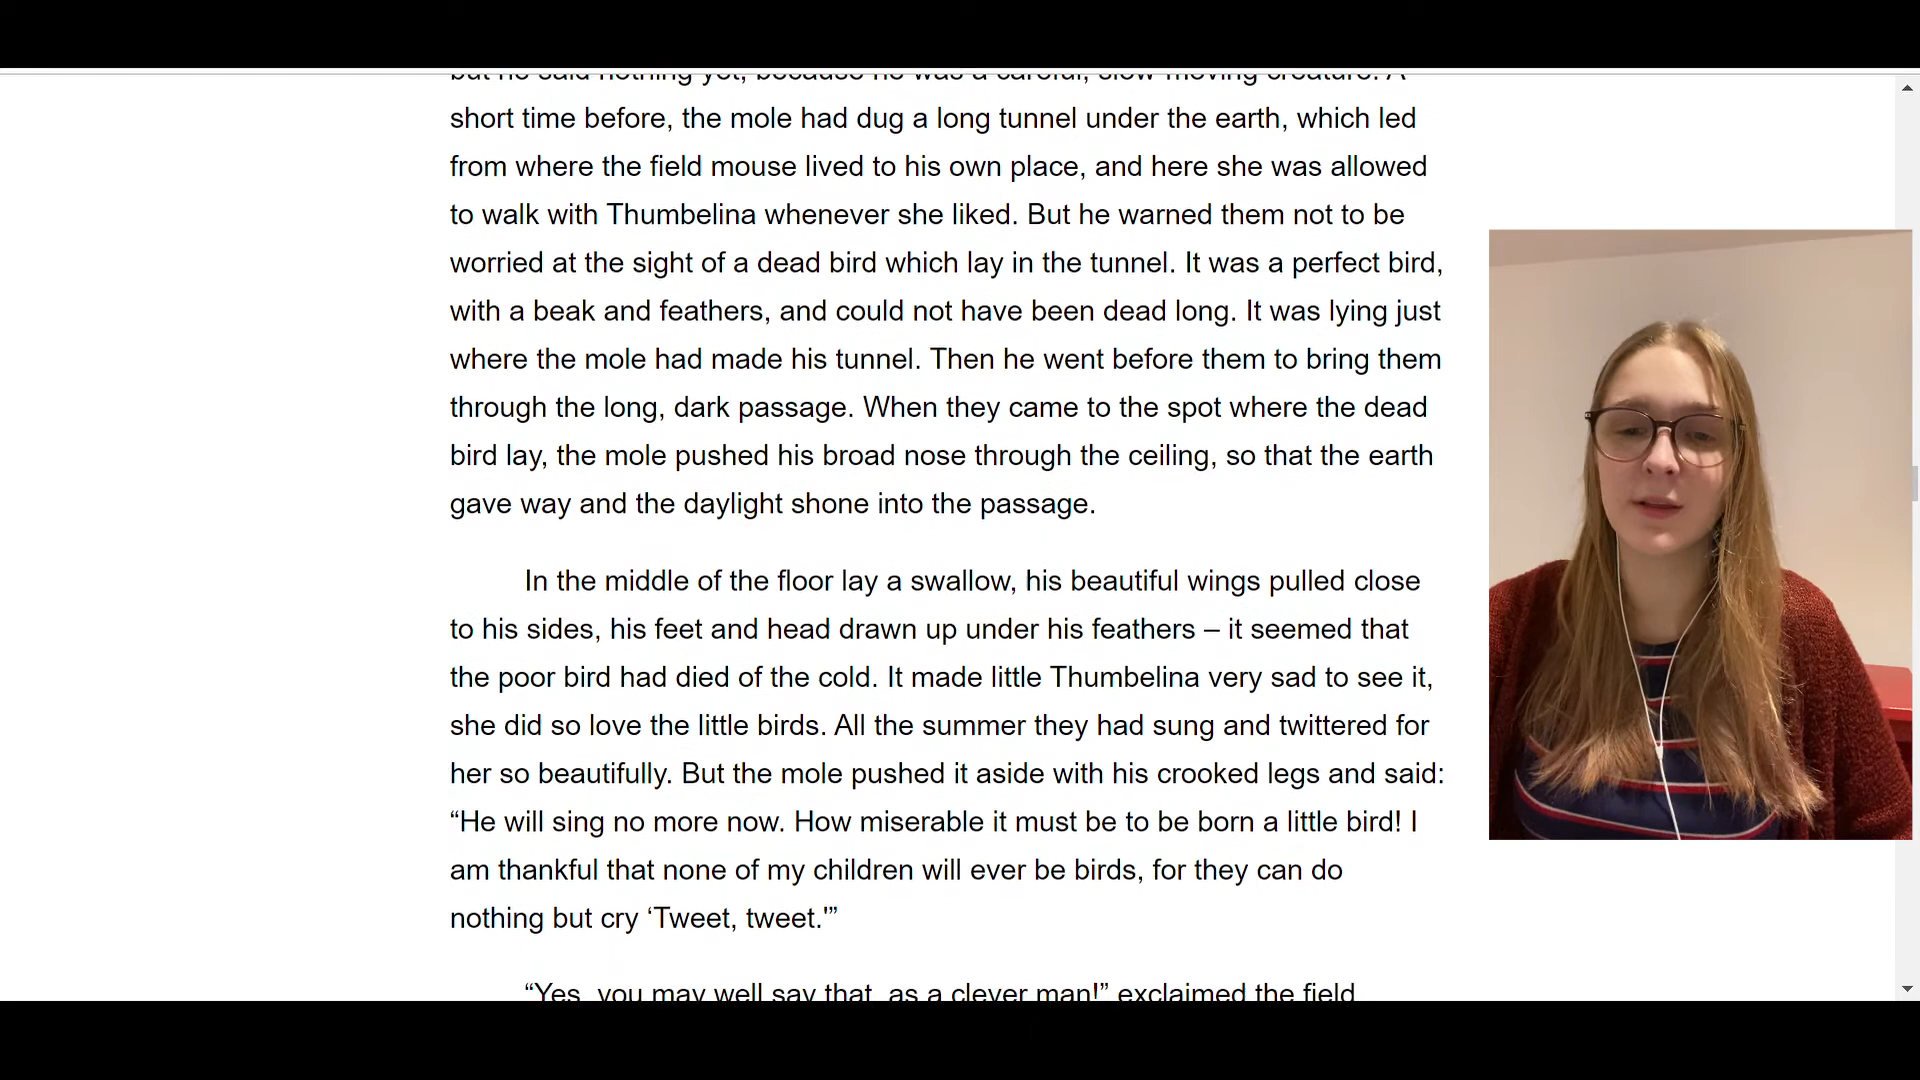 but he said nothing yet, because he was a careful, slow-moving creature. A
short time before, the mole had dug a long tunnel under the earth, which led
from where the field mouse lived to his own place, and here she was allowed
to walk with Thumbelina whenever she liked. But he warned them not to be
worried at the sight of a dead bird which lay in the tunnel. It was a perfect bird,
with a beak and feathers, and could not have been dead long. It was lying just
where the mole had made his tunnel. Then he went before them to bring them
through the long, dark passage. When they came to the spot where the dead
bird lay, the mole pushed his broad nose through the ceiling, so that the earth
gave way and the daylight shone into the passage.
In the middle of the floor lay a swallow, his beautiful wings pulled close
to his sides, his feet and head drawn up under his feathers – it seemed that
the poor bird had died of the cold. It made little Thumbelina very sad to see it,
she did so love the little birds. All the summer they had sung and twittered for
her so beautifully. But the mole pushed it aside with his crooked legs and said:
“He will sing no more now. How miserable it must be to be born a little bird! I
am thankful that none of my children will ever be birds, for they can do
nothing but cry ‘Tweet, tweet.'”
“Yes, you may well say that, as a clever man!” exclaimed the field